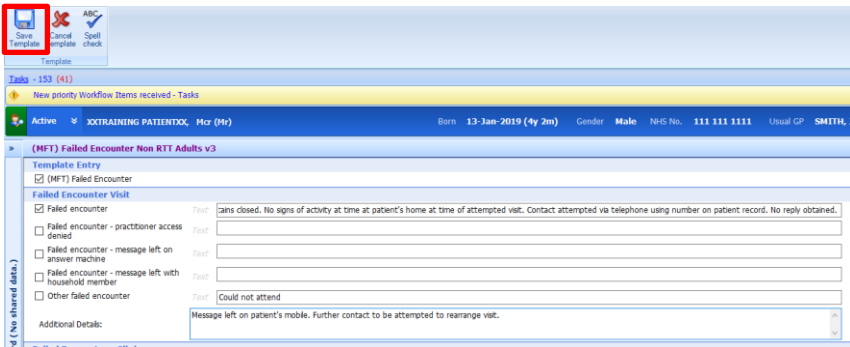 ABC
Save Template
Cancel Template
Spell check
Template
Tasks - 153 (41)
New priority Workflow Items received - Tasks
Active XXTRAINING PATIENTXX, Mcr (Mr) Born 13-Jan-2019 (4y 2m) Gender Male NHS No. 111 111 1111 Usual GP SMITH,
» (MFT) Failed Encounter Non RTT Adults v3
Template Entry
(MFT) Failed Encounter
Failed Encounter Visit
Failed encounter Text tains closed. No signs of activity at time at patient's home at time of attempted visit. Contact attempted via telephone using number on patient record. No reply obtained.
Failed encounter - practitioner access denied Text
Failed encounter - message left on answer machine Text
Failed encounter - message left with household member Text
Other failed encounter Text Could not attend
Additional Details: Message left on patient's mobile. Further contact to be attempted to rearrange visit.
rd (No shared data.)